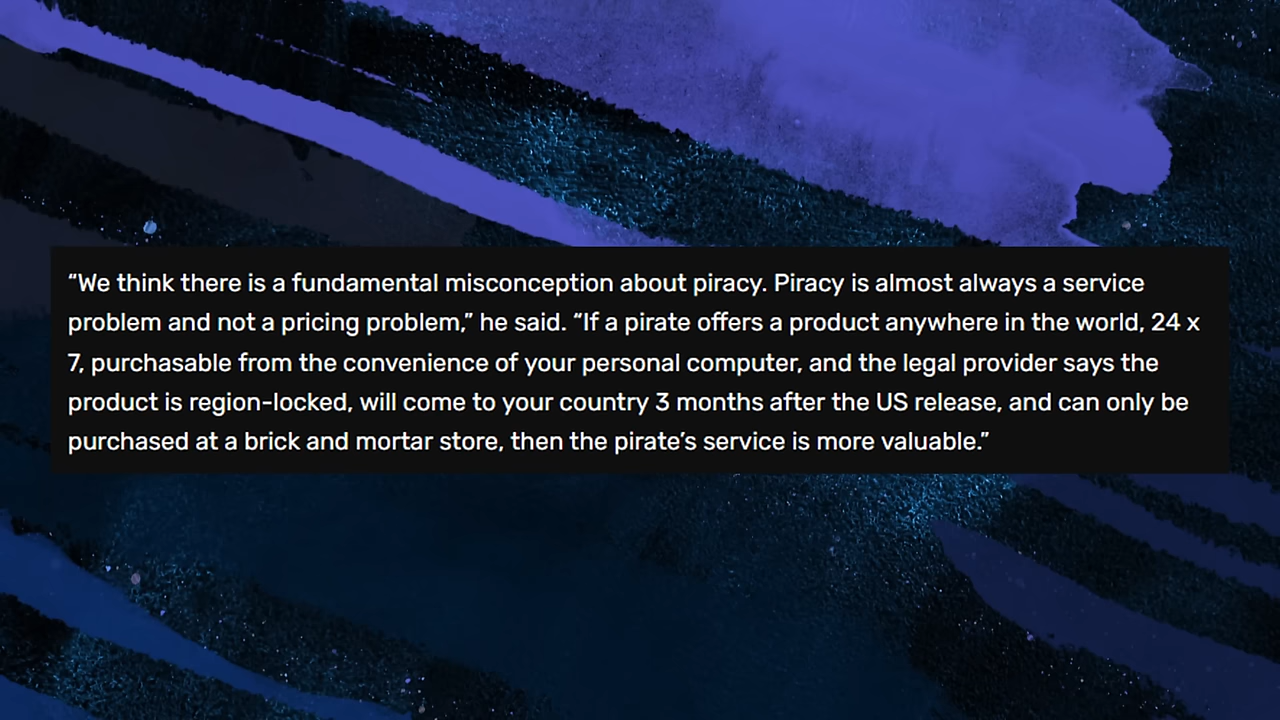 “We think there is a fundamental misconception about piracy. Piracy is almost always a service
problem and not a pricing problem,” he said. “If a pirate offers a product anywhere in the world, 24 x
7, purchasable from the convenience of your personal computer, and the legal provider says the
product is region-locked, will come to your country 3 months after the US release, and can only be
purchased at a brick and mortar store, then the pirate’s service is more valuable.”